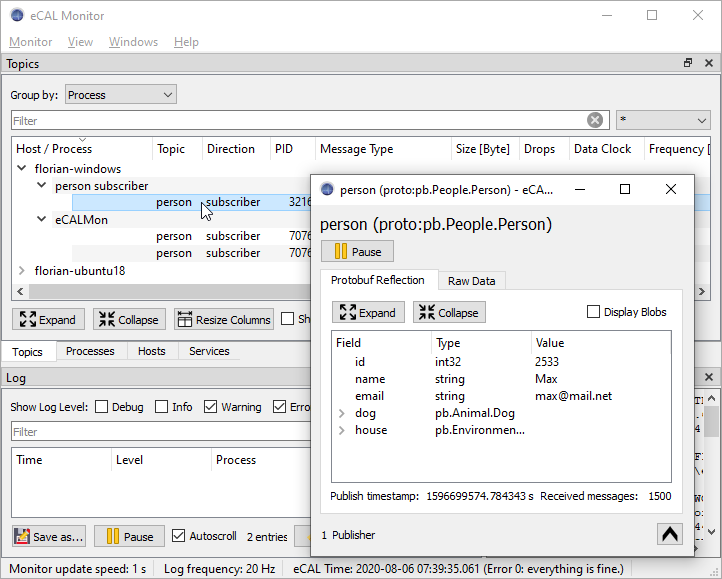 eCAL Monitor
Monitor View Windows Help
Topics
Group by: Process
Filter *
Host / Process Topic Direction PID Message Type Size [Byte] Drops Data Clock Frequency [
florian-windows
person subscriber
person subscriber 3216
eCALMon
person subscriber 7076
person subscriber 7076
florian-ubuntu18
Expand Collapse Resize Columns Sh
Topics Processes Hosts Services
Log
Show Log Level: Debug Info Warning Erro
Filter
Time Level Process
Save as... Pause Autoscroll 2 entries
Monitor update speed: 1 s Log frequency: 20 Hz eCAL Time: 2020-08-06 07:39:35.061 (Error 0: everything is fine.)
person (proto:pb.People.Person) - eCA...
person (proto:pb.People.Person)
Pause
Protobuf Reflection Raw Data
Expand Collapse Display Blobs
Field Type Value
id int32 2533
name string Max
email string max@mail.net
dog pb.Animal.Dog
house pb.Environmen...
Publish timestamp: 1596699574.784343 s Received messages: 1500
1 Publisher